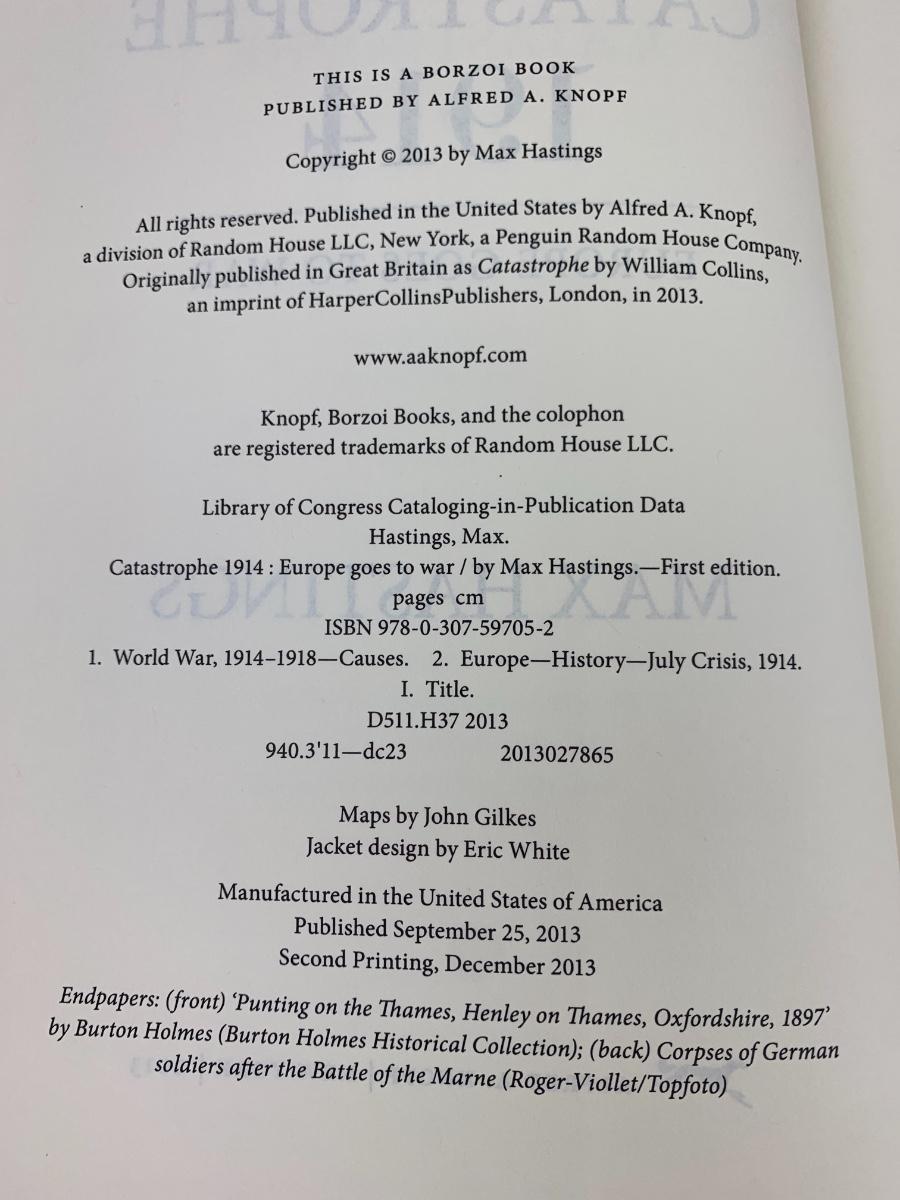 THIS IS A BORZOI BOOK
PUBLISHED BY ALFRED A. KNOPF
Copyright © 2013 by Max Hastings
All rights reserved. Published in the United States by Alfred A. Knopf,
a division of Random House LLC, New York, a Penguin Random House Company.
Originally published in Great Britain as Catastrophe by William Collins,
an imprint of HarperCollinsPublishers, London, in 2013.
www.aaknopf.com
Knopf, Borzoi Books, and the colophon
are registered trademarks of Random House LLC.
Library of Congress Cataloging-in-Publication Data
Hastings, Max.
Catastrophe 1914 : Europe goes to war / by Max Hastings.—First edition.
pages cm
ISBN 978-0-307-59705-2
1. World War, 1914–1918—Causes. 2. Europe—History—July Crisis, 1914.
I. Title.
D511.H37 2013
940.3'11—dc23 2013027865
Maps by John Gilkes
Jacket design by Eric White
Manufactured in the United States of America
Published September 25, 2013
Second Printing, December 2013
Endpapers: (front) ‘Punting on the Thames, Henley on Thames, Oxfordshire, 1897’
by Burton Holmes (Burton Holmes Historical Collection); (back) Corpses of German
soldiers after the Battle of the Marne (Roger-Viollet/Topfoto)